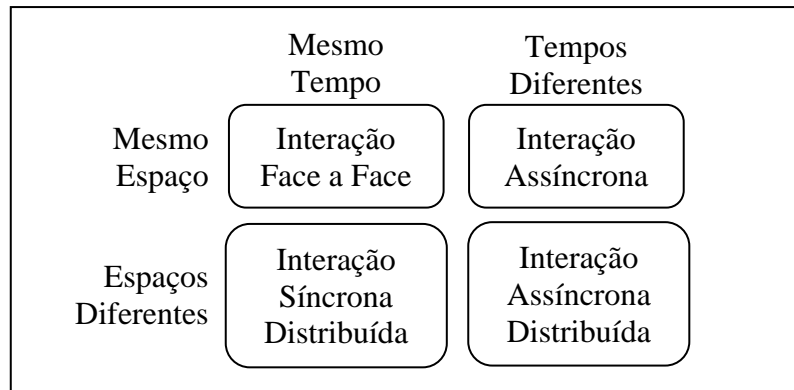 Mesmo
Tempo
Tempos
Diferentes
Mesmo
Espaço
Interação
Face a Face
Interação
Assíncrona
Espaços
Diferentes
Interação
Síncrona
Distribuída
Interação
Assíncrona
Distribuída